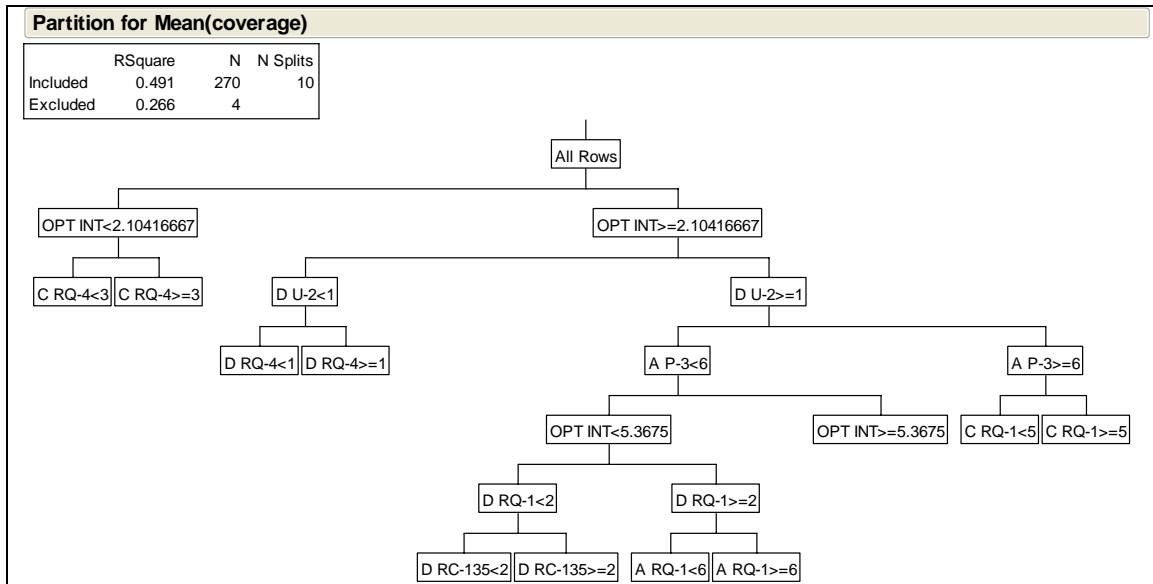 Partition for Mean(coverage)
RSquare N N Splits
Included 0.491 270 10
Excluded 0.266 4
All Rows
OPT INT<2.10416667 OPT INT>=2.10416667
C RQ-4<3 C RQ-4>=3 D U-2<1 D U-2>=1
D RQ-4<1 D RQ-4>=1 A P-3<6 A P-3>=6
OPT INT<5.3675 OPT INT>=5.3675 C RQ-1<5 C RQ-1>=5
D RQ-1<2 D RQ-1>=2
D RC-135<2 D RC-135>=2 A RQ-1<6 A RQ-1>=6